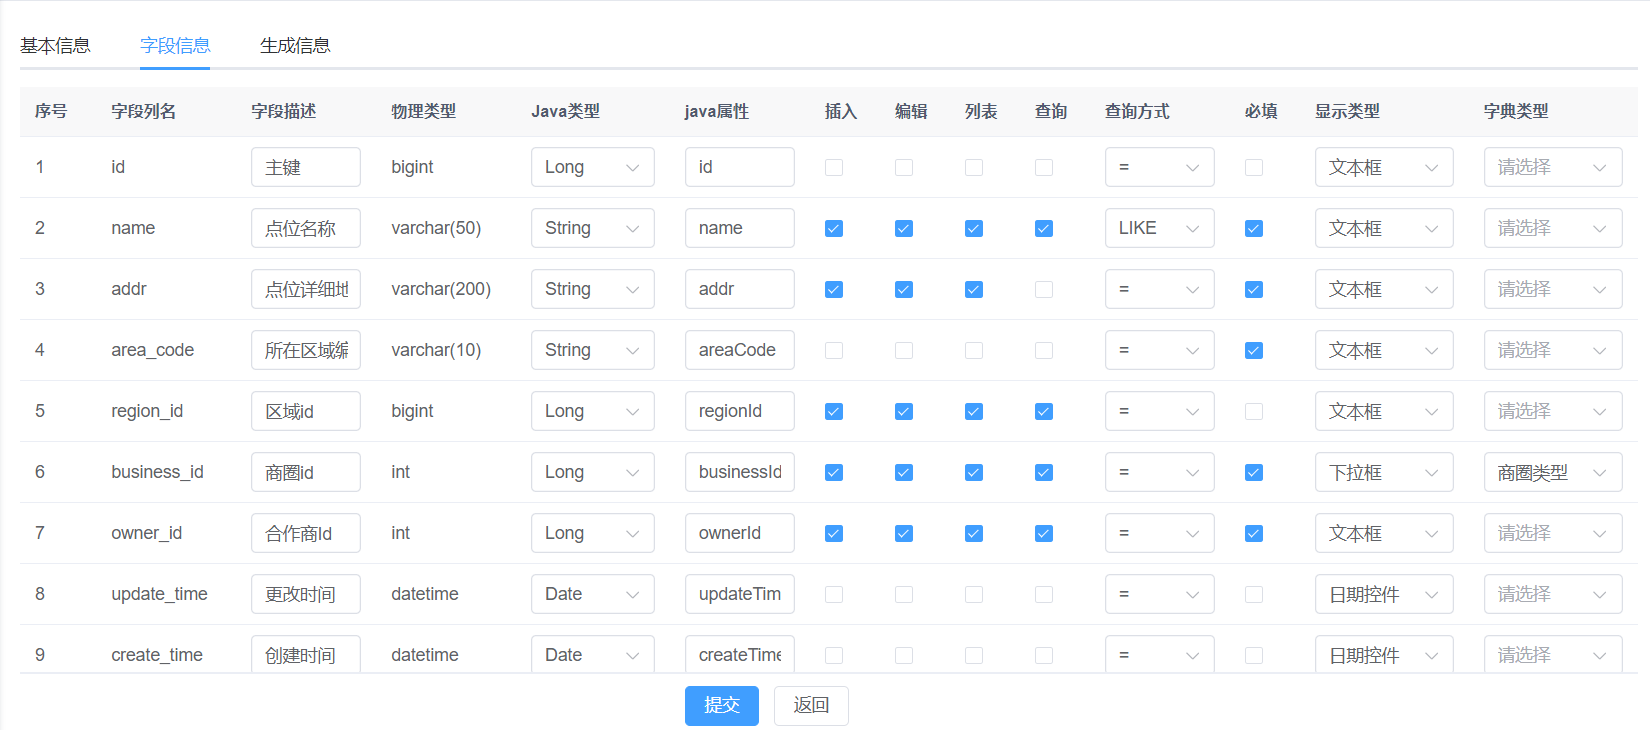 基本信息 字段信息 生成信息
序号 字段列名 字段描述 物理类型 Java类型 java属性 插入 编辑 列表 查询 查询方式 必填 显示类型 字典类型
1 id 主键 bigint Long id = 文本框 请选择
2 name 点位名称 varchar(50) String name LIKE 文本框 请选择
3 addr 点位详细地 varchar(200) String addr = 文本框 请选择
4 area_code 所在区域编 varchar(10) String areaCode = 文本框 请选择
5 region_id 区域id bigint Long regionId = 文本框 请选择
6 business_id 商圈id int Long businessId = 下拉框 商圈类型
7 owner_id 合作商Id int Long ownerId = 文本框 请选择
8 update_time 更改时间 datetime Date updateTim = 日期控件 请选择
9 create_time 创建时间 datetime Date createTime = 日期控件 请选择
提交 返回